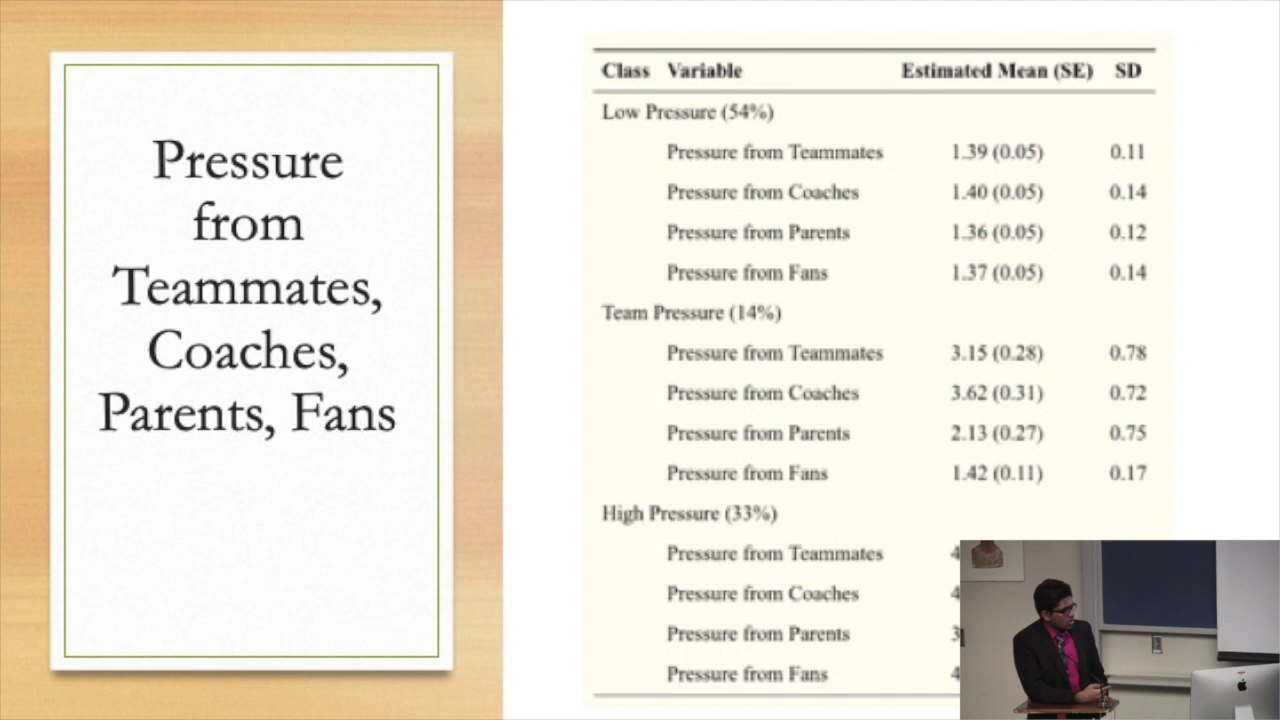 Pressure
from
Teammates,
Coaches,
Parents, Fans
Class Variable Estimated Mean (SE) SD
Low Pressure (54%)
Pressure from Teammates 1.39 (0.05) 0.11
Pressure from Coaches 1.40 (0.05) 0.14
Pressure from Parents 1.36 (0.05) 0.12
Pressure from Fans 1.37 (0.05) 0.14
Team Pressure (14%)
Pressure from Teammates 3.15 (0.28) 0.78
Pressure from Coaches 3.62 (0.31) 0.72
Pressure from Parents 2.13 (0.27) 0.75
Pressure from Fans 1.42 (0.11) 0.17
High Pressure (33%)
Pressure from Teammates 4
Pressure from Coaches 4
Pressure from Parents 3
Pressure from Fans 4